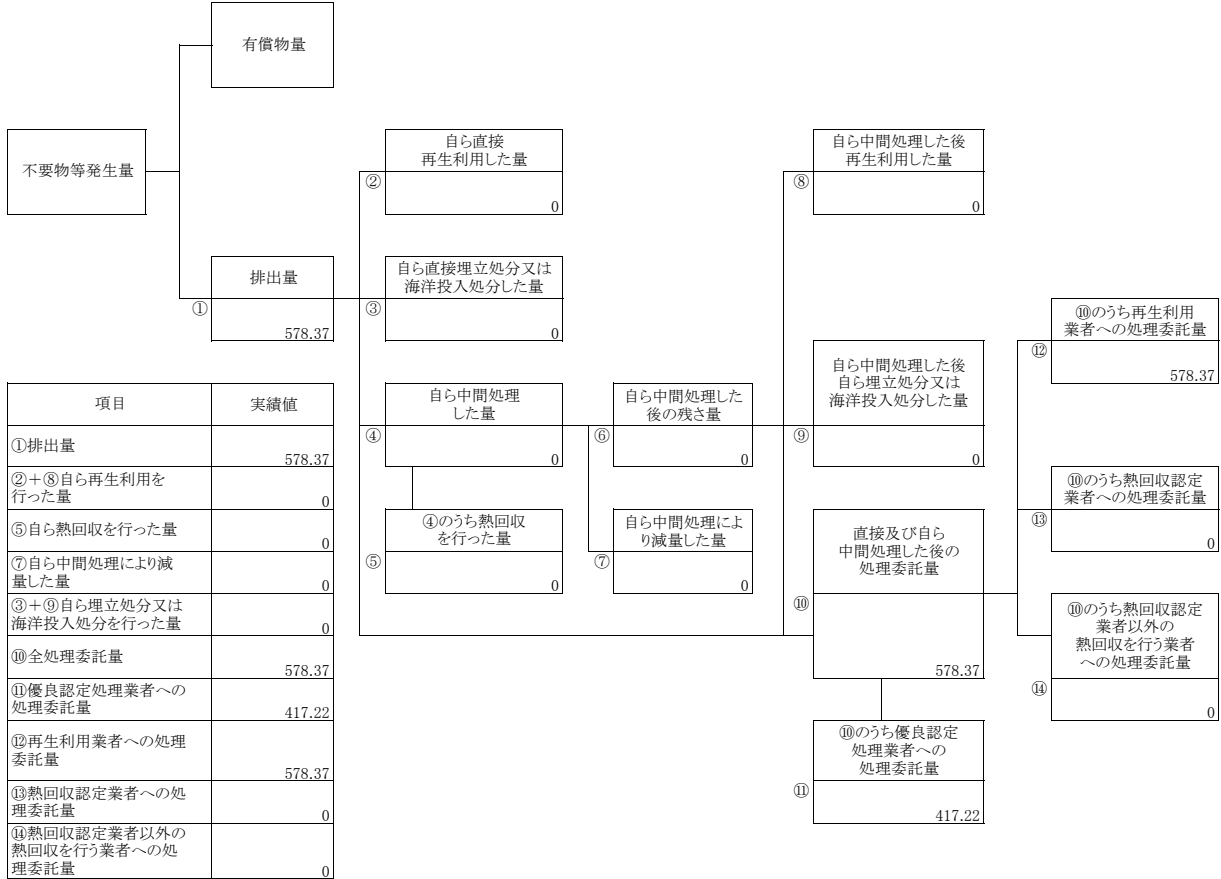 有償物量
不要物等発生量
排出量
①
578.37
自ら直接
再生利用した量
②
0
自ら直接埋立処分又は
海洋投入処分した量
③
0
自ら中間処理
した量
④
0
④のうち熱回収
を行った量
⑤
0
自ら中間処理した
後の残さ量
⑥
0
自ら中間処理によ
り減量した量
⑦
0
自ら中間処理した後
再生利用した量
⑧
0
自ら中間処理した後
自ら埋立処分又は
海洋投入処分した量
⑨
0
直接及び自ら
中間処理した後の
処理委託量
⑩
578.37
⑩のうち優良認定
処理業者への
処理委託量
⑪
417.22
⑩のうち再生利用
業者への処理委託量
⑫
578.37
⑩のうち熱回収認定
業者への処理委託量
⑬
0
⑩のうち熱回収認定
業者以外の
熱回収を行う業者
への処理委託量
⑭
0
項目 実績値
①排出量
578.37
②+⑧自ら再生利用を
行った量
0
⑤自ら熱回収を行った量
0
⑦自ら中間処理により減
量した量
0
③+⑨自ら埋立処分又は
海洋投入処分を行った量
0
⑩全処理委託量
578.37
⑪優良認定処理業者への
処理委託量
417.22
⑫再生利用業者への処理
委託量
578.37
⑬熱回収認定業者への処
理委託量
0
⑭熱回収認定業者以外の
熱回収を行う業者への処
理委託量
0